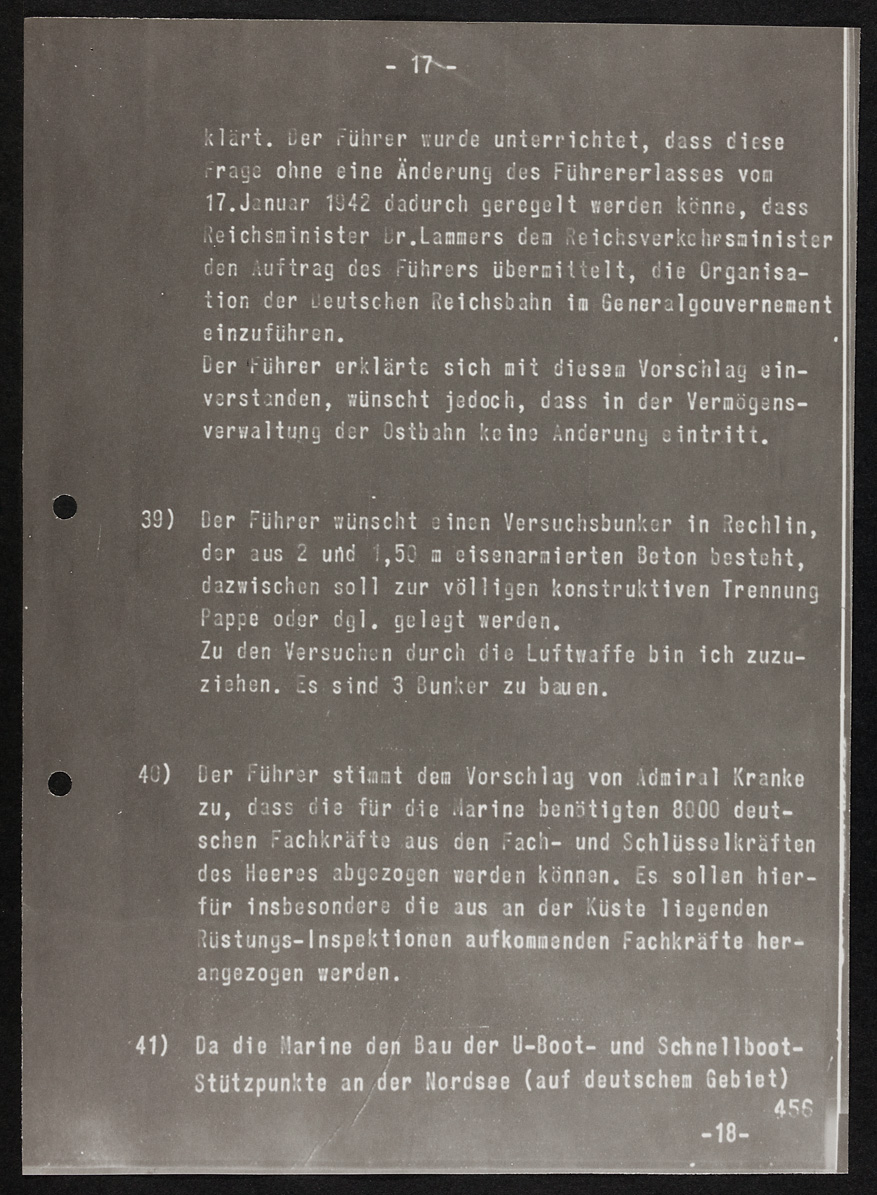 - 17 -
klärt. Der Führer wurde unterrichtet, dass diese
Frage ohne eine Änderung des Führererlasses vom
17.Januar 1942 dadurch geregelt werden könne, dass
Reichsminister Dr.Lammers dem Reichsverkehrsminister
den Auftrag des Führers übermittelt, die Organisa-
tion der Deutschen Reichsbahn im Generalgouvernement
einzuführen.
Der Führer erklärte sich mit diesem Vorschlag ein-
verstanden, wünscht jedoch, dass in der Vermögens-
verwaltung der Ostbahn keine Änderung eintritt.
39) Der Führer wünscht einen Versuchsbunker in Rechlin,
der aus 2 und 1,50 m eisenarmierten Beton besteht,
dazwischen soll zur völligen konstruktiven Trennung
Pappe oder dgl. gelegt werden.
Zu den Versuchen durch die Luftwaffe bin ich zuzu-
ziehen. Es sind 3 Bunker zu bauen.
40) Der Führer stimmt dem Vorschlag von Admiral Kranke
zu, dass die für die Marine benötigten 8000 deut-
schen Fachkräfte aus den Fach- und Schlüsselkräften
des Heeres abgezogen werden können. Es sollen hier-
für insbesondere die aus an der Küste liegenden
Rüstungs-Inspektionen aufkommenden Fachkräfte her-
angezogen werden.
41) Da die Marine den Bau der U-Boot- und Schnellboot-
Stützpunkte an der Nordsee (auf deutschem Gebiet)
456
-18-